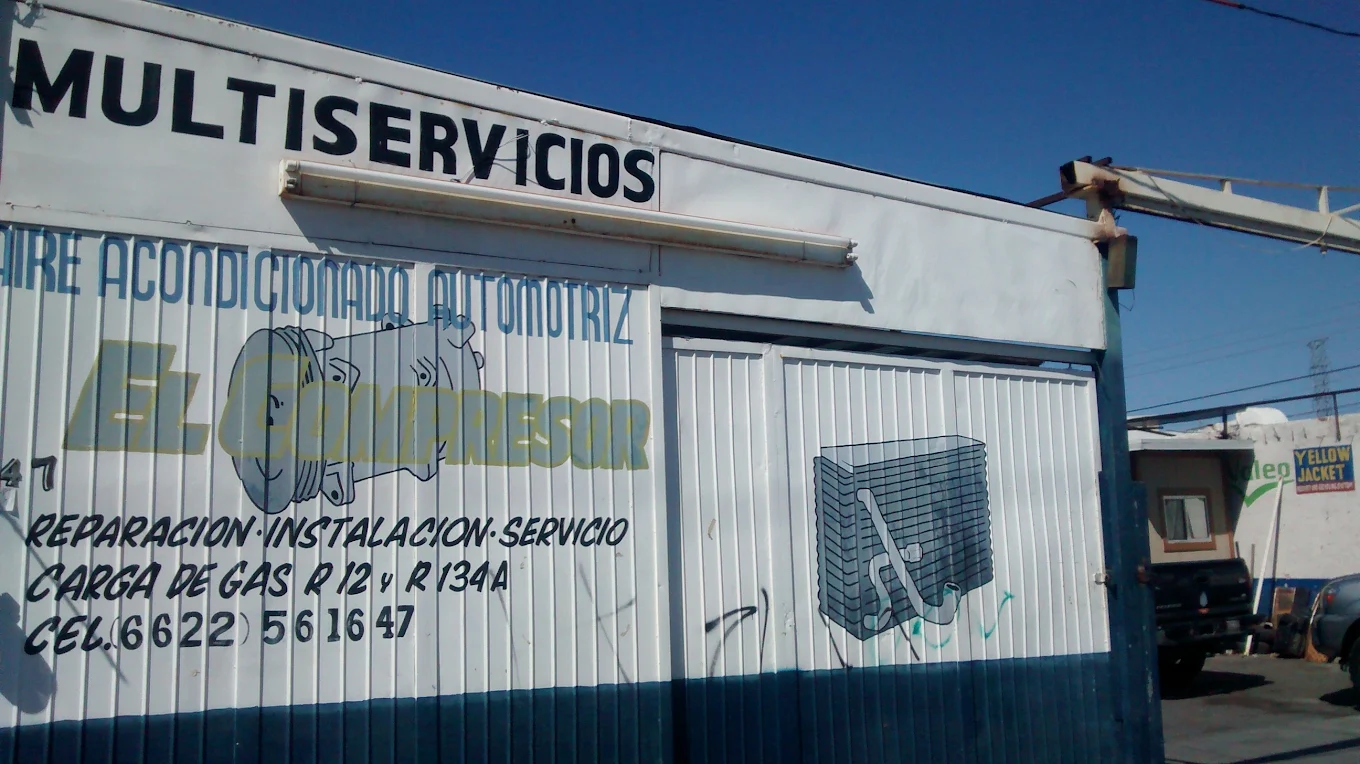 MULTISERVICIOS
AIRE ACONDICIONADO AUTOMOTRIZ
EL COMPRESOR
47
REPARACION·INSTALACION·SERVICIO
CARGA DE GAS R 12 y R 134A
CEL.(6622) 56 16 47
Valeo
YELLOW
JACKET